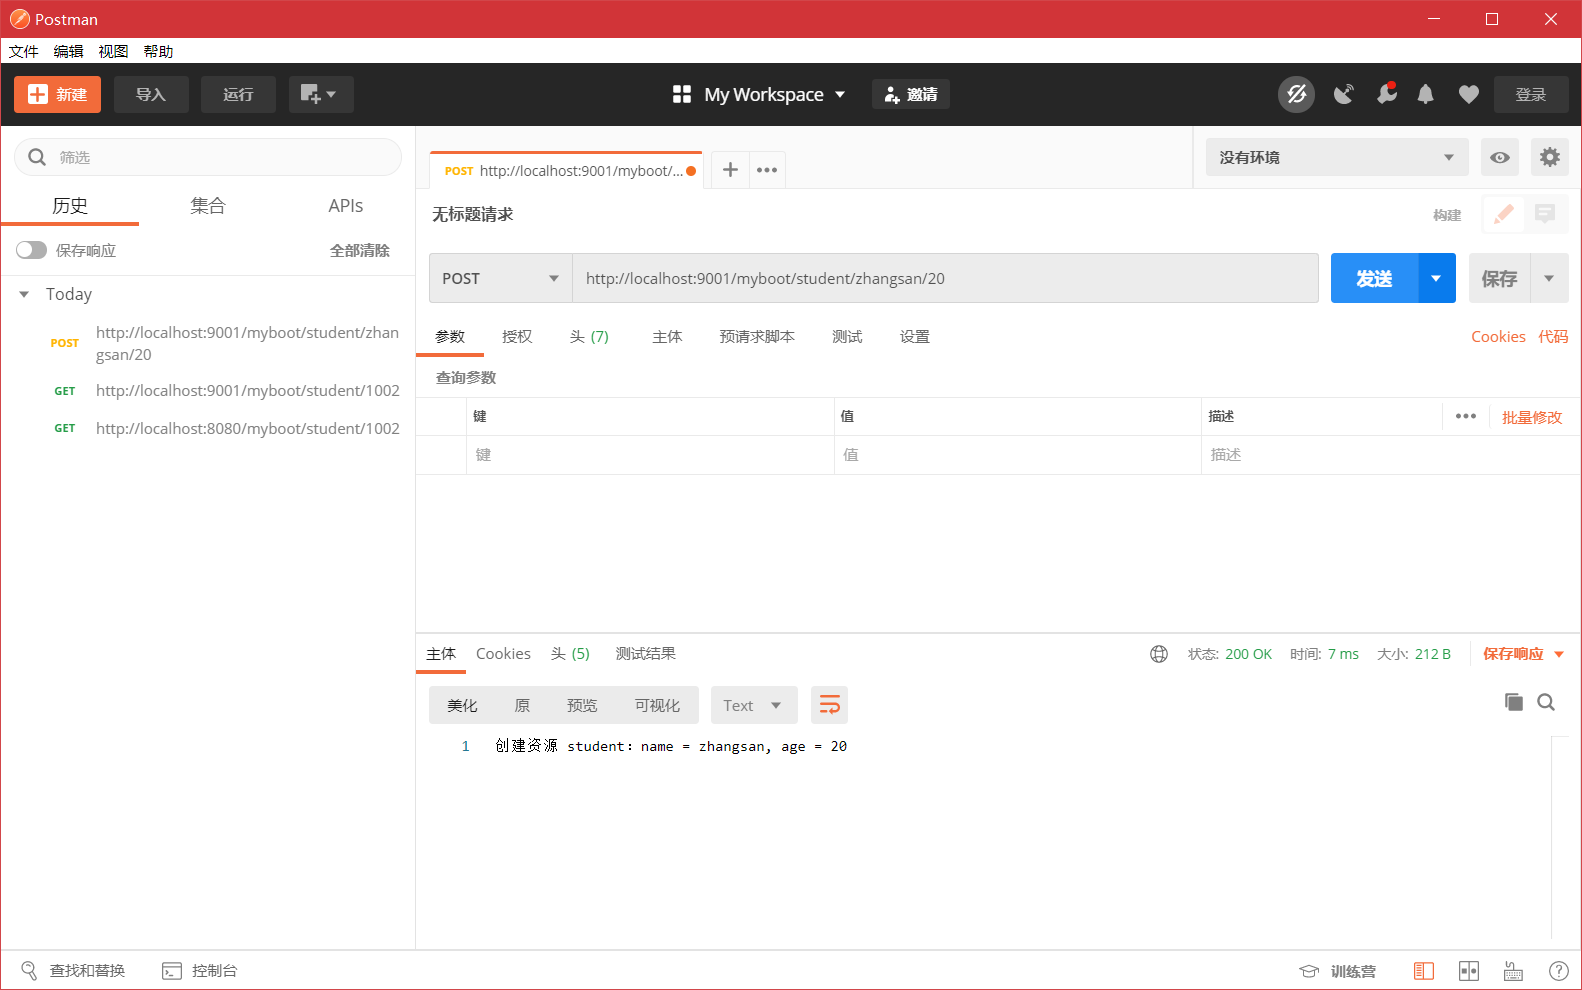 Postman
文件 编辑 视图 帮助
新建 导入 运行 My Workspace 邀请 登录
筛选
历史 集合 APIs
保存响应 全部清除
Today
POST http://localhost:9001/myboot/student/zhan
gsan/20
GET http://localhost:9001/myboot/student/1002
GET http://localhost:8080/myboot/student/1002
POST http://localhost:9001/myboot/... + •••
没有环境
无标题请求 构建
POST http://localhost:9001/myboot/student/zhangsan/20 发送 保存
参数 授权 头 (7) 主体 预请求脚本 测试 设置 Cookies 代码
查询参数
键 值 描述 ••• 批量修改
键 值 描述
主体 Cookies 头 (5) 测试结果 状态: 200 OK 时间: 7 ms 大小: 212 B 保存响应
美化 原 预览 可视化 Text
1 创建资源 student：name = zhangsan, age = 20
查找和替换 控制台 训练营